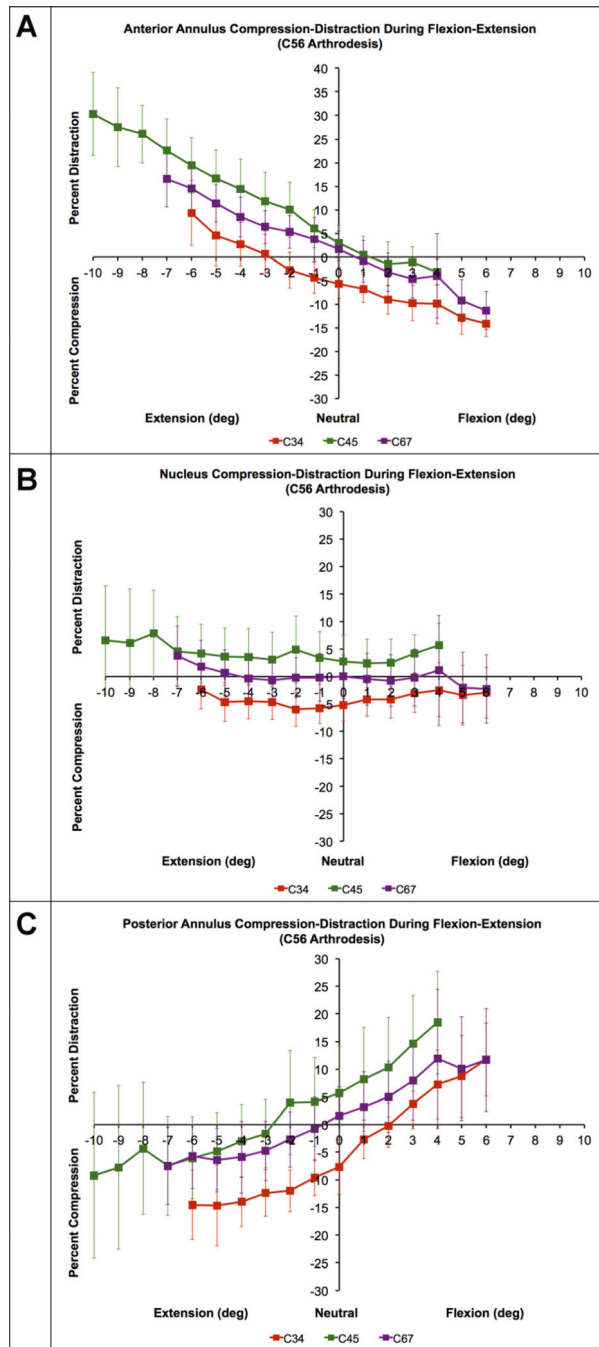 A
Anterior Annulus Compression-Distraction During Flexion-Extension
(C56 Arthrodesis)
Percent Distraction
Percent Compression
40
35
30
25
20
15
10
5
0
-5
-10
-15
-20
-25
-30
-10 -9 -8 -7 -6 -5 -4 -3 -2 -1 0 1 2 3 4 5 6 7 8 9 10
Extension (deg) Neutral Flexion (deg)
C34 C45 C67
B
Nucleus Compression-Distraction During Flexion-Extension
(C56 Arthrodesis)
Percent Distraction
Percent Compression
30
25
20
15
10
5
0
-5
-10
-15
-20
-25
-30
-10 -9 -8 -7 -6 -5 -4 -3 -2 -1 0 1 2 3 4 5 6 7 8 9 10
Extension (deg) Neutral Flexion (deg)
C34 C45 C67
C
Posterior Annulus Compression-Distraction During Flexion-Extension
(C56 Arthrodesis)
Percent Distraction
Percent Compression
30
25
20
15
10
5
0
-5
-10
-15
-20
-25
-30
-10 -9 -8 -7 -6 -5 -4 -3 -2 -1 0 1 2 3 4 5 6 7 8 9 10
Extension (deg) Neutral Flexion (deg)
C34 C45 C67